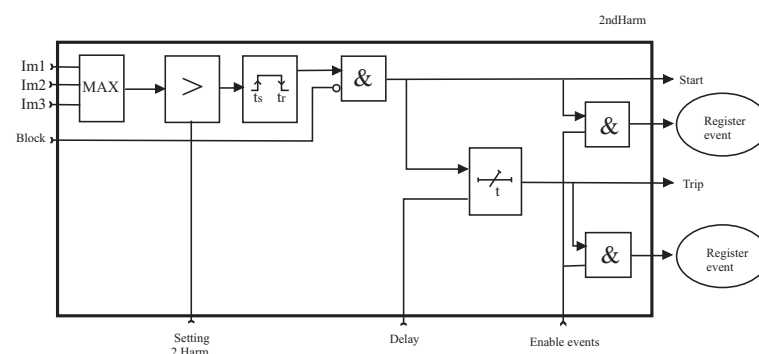 2ndHarm
Im1
Im2
Im3
MAX
>
ts tr
&
Start
Block
&
Register
event
t
Trip
&
Register
event
Setting
2.Harm
Delay
Enable events